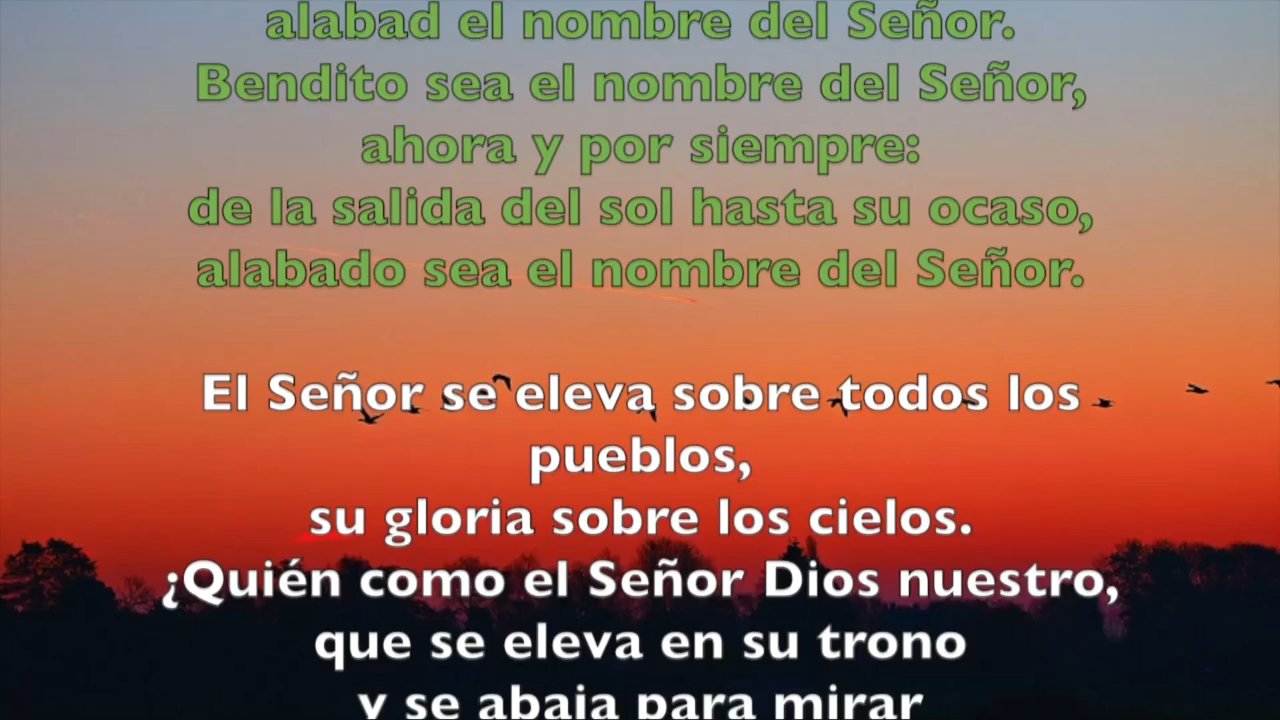 alabad el nombre del Señor.
Bendito sea el nombre del Señor,
ahora y por siempre:
de la salida del sol hasta su ocaso,
alabado sea el nombre del Señor.
El Señor se eleva sobre todos los
pueblos,
su gloria sobre los cielos.
¿Quién como el Señor Dios nuestro,
que se eleva en su trono
y se abaja para mirar